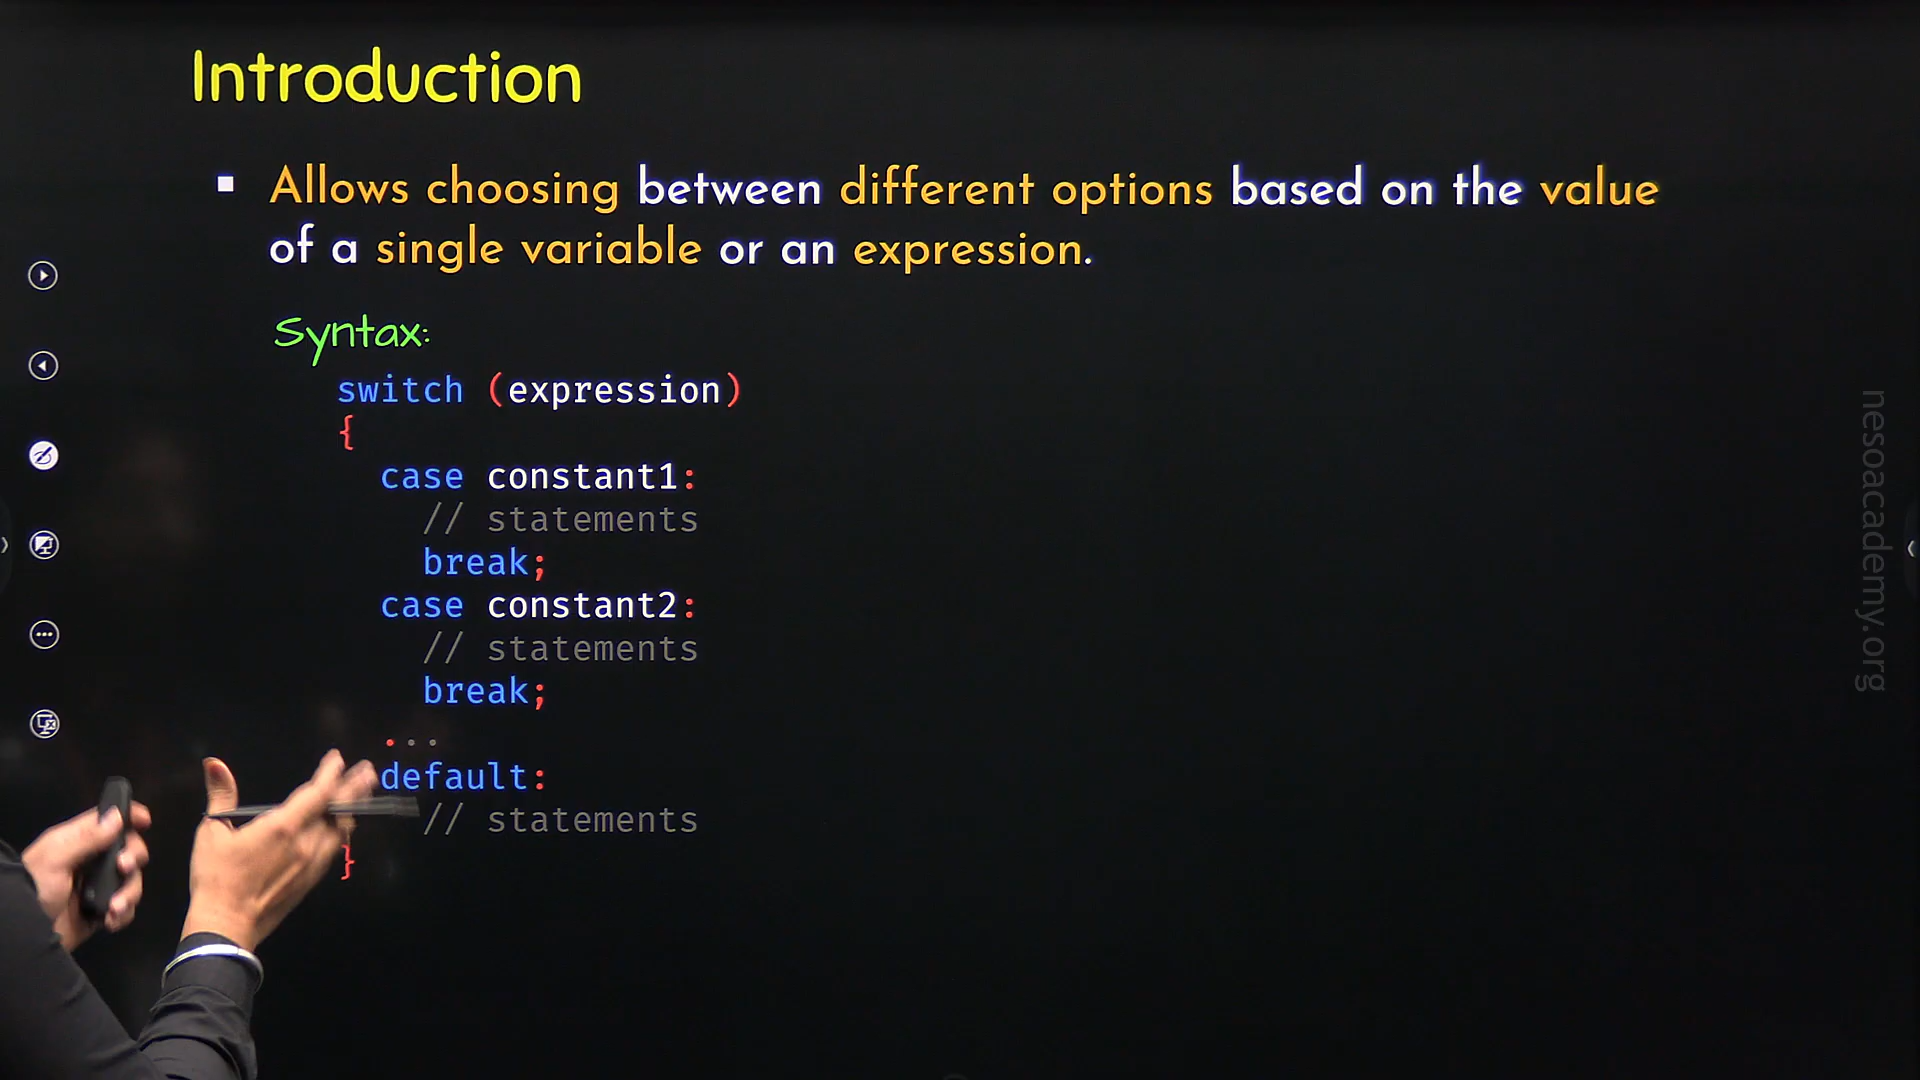 Introduction
▪ Allows choosing between different options based on the value
of a single variable or an expression.
Syntax:
switch (expression)
{
case constant1:
// statements
break;
case constant2:
// statements
break;
...
default:
// statements
}
nesoacademy.org